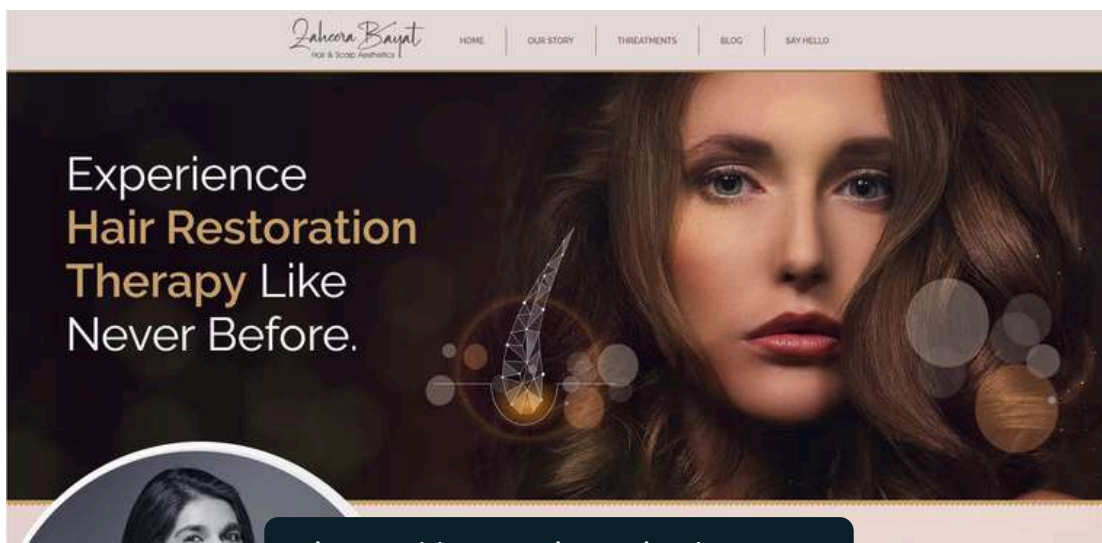 Zaheera Bayat
Hair & Scalp Aesthetics
HOME
OUR STORY
THREATMENTS
BLOG
SAY HELLO
Experience
Hair Restoration
Therapy Like
Never Before.